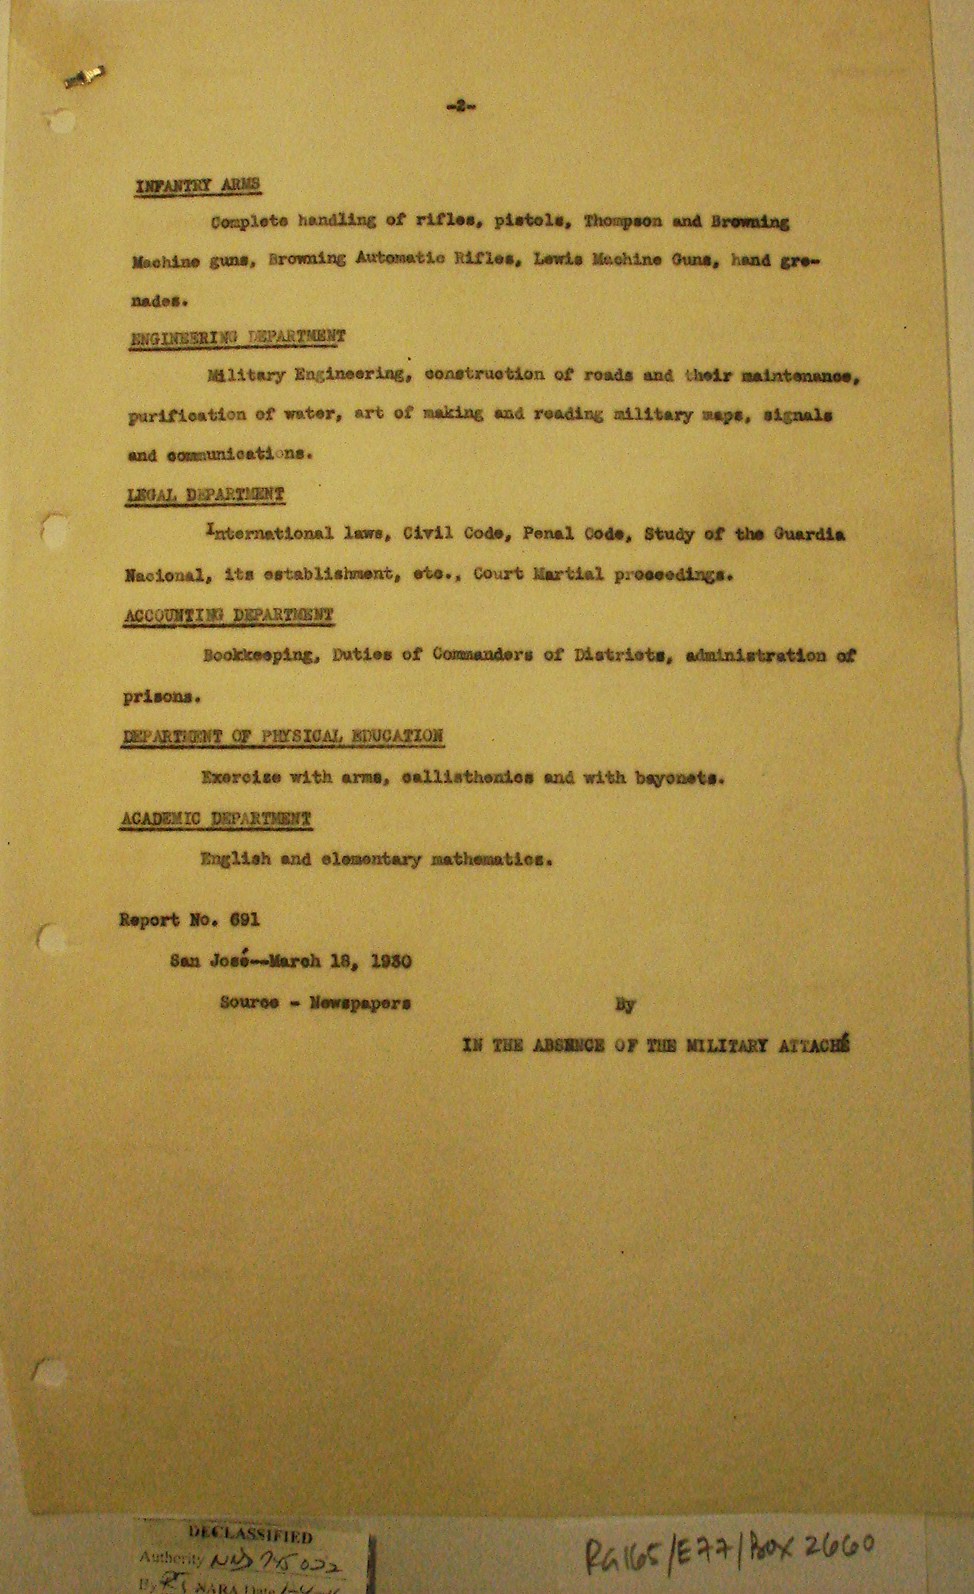 -2-
INFANTRY ARMS
Complete handling of rifles, pistols, Thompson and Browning
Machine guns, Browning Automatic Rifles, Lewis Machine Guns, hand gre-
nades.
ENGINEERING DEPARTMENT
Military Engineering, construction of roads and their maintenance,
purification of water, art of making and reading military maps, signals
and communications.
LEGAL DEPARTMENT
International laws, Civil Code, Penal Code, Study of the Guardia
Nacional, its establishment, etc., Court Martial proceedings.
ACCOUNTING DEPARTMENT
Bookkeeping, Duties of Commanders of Districts, administration of
prisons.
DEPARTMENT OF PHYSICAL EDUCATION
Exercise with arms, callisthenics and with bayonets.
ACADEMIC DEPARTMENT
English and elementary mathematics.
Report No. 691
San José--March 18, 1930
Source - Newspapers
By
IN THE ABSENCE OF THE MILITARY ATTACHÉ
DECLASSIFIED
Authority NND
By NARA Date
RG165/E77/Box 2660